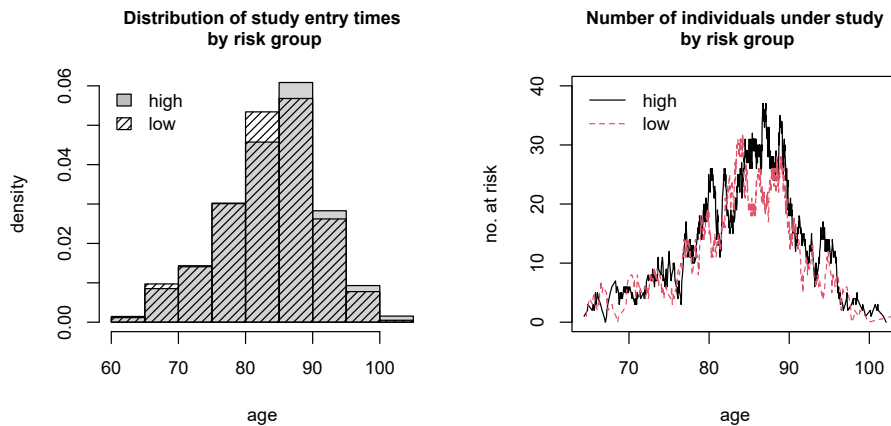 Distribution of study entry times
by risk group
high
low
density
0.00
0.02
0.04
0.06
60
70
80
90
100
age
Number of individuals under study
by risk group
high
low
no. at risk
0
10
20
30
40
70
80
90
100
age